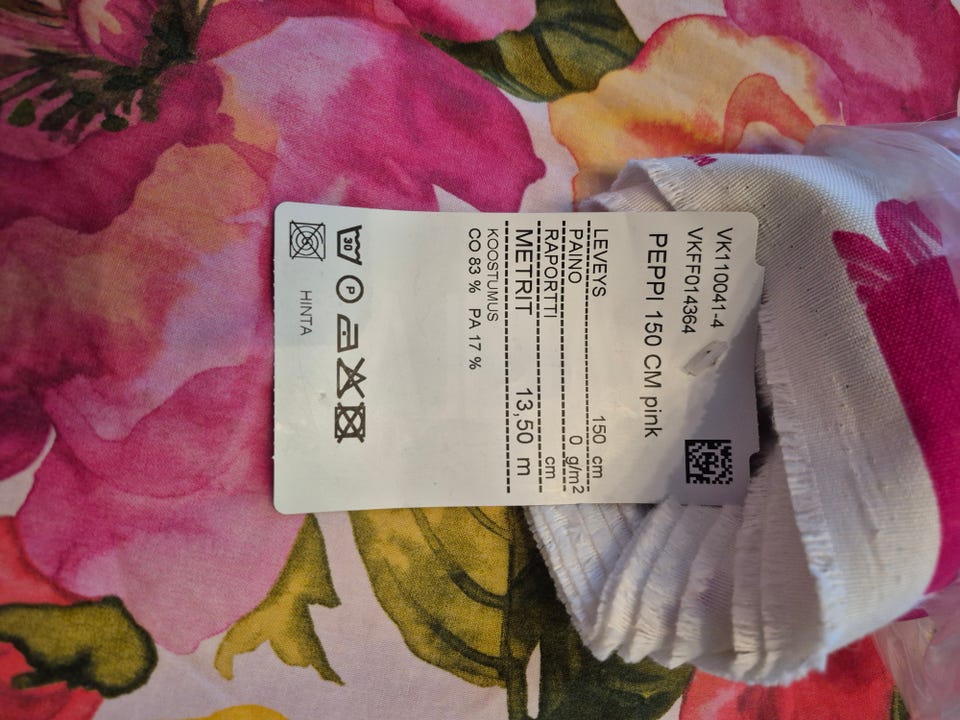 VK110041-4
VKFF014364
PEPPI 150 CM pink
LEVEYS 150 cm
PAINO 0 g/m2
RAPORTTI cm
METRIT 13,50 m
KOOSTUMUS
CO 83 % PA 17 %
30 P
HINTA